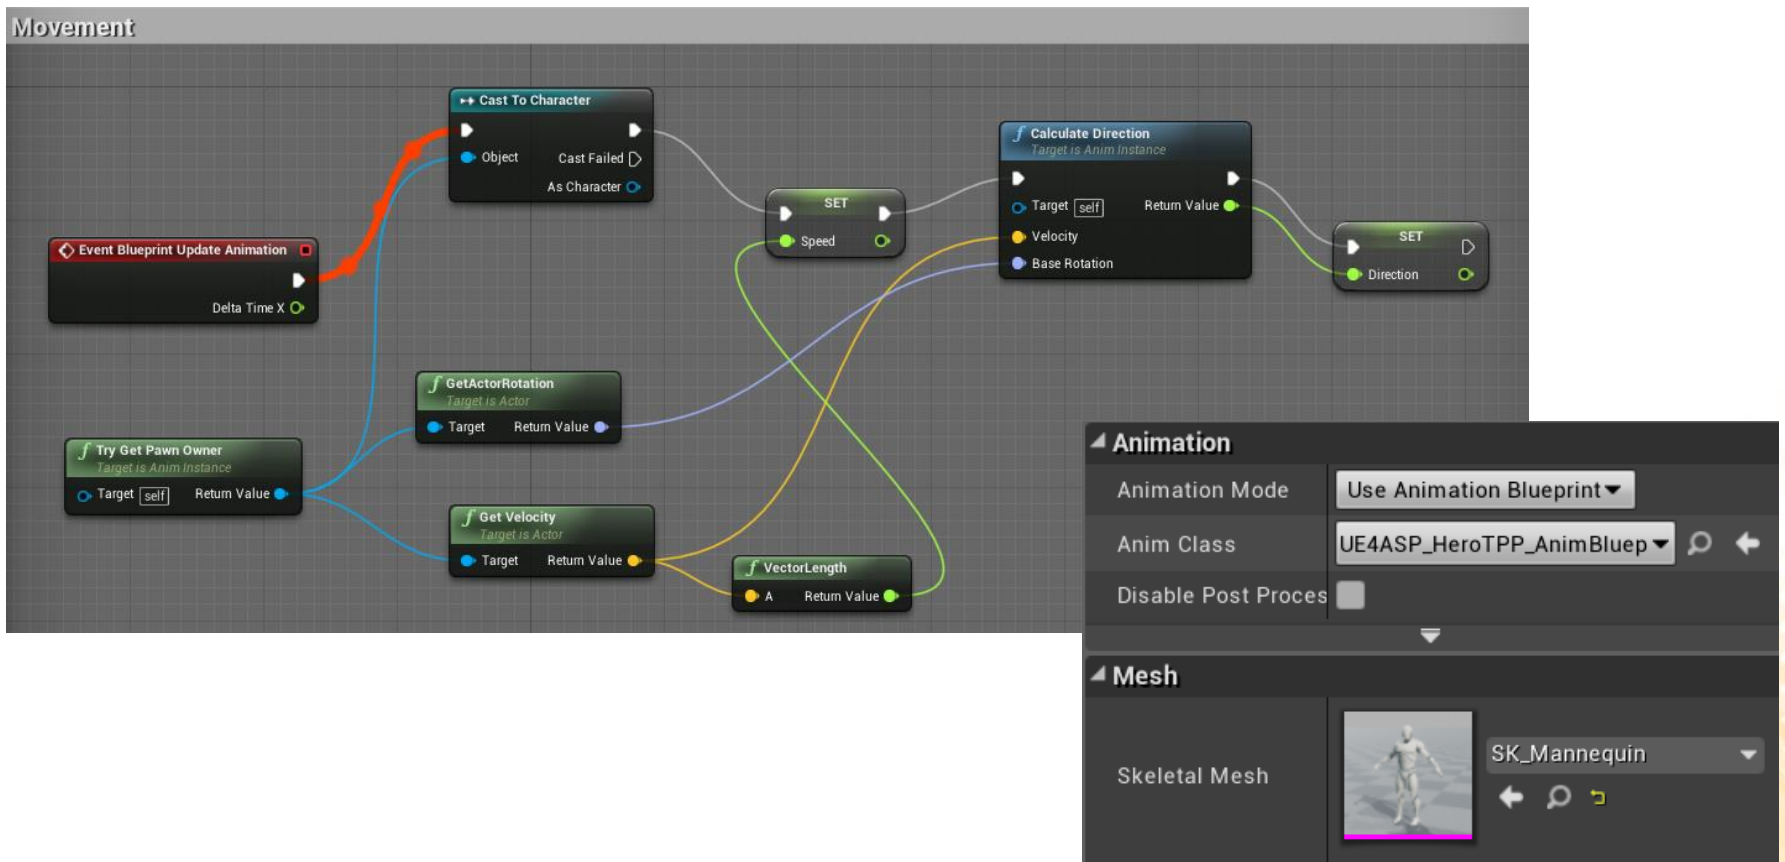 Movement
Cast To Character
Object
Cast Failed
As Character
Event Blueprint Update Animation
Delta Time X
SET
Speed
Calculate Direction
Target is Anim Instance
Target self
Return Value
Velocity
Base Rotation
SET
Direction
GetActorRotation
Target is Actor
Target
Return Value
Try Get Pawn Owner
Target is Anim Instance
Target self
Return Value
Get Velocity
Target is Actor
Target
Return Value
VectorLength
A
Return Value
Animation
Animation Mode
Use Animation Blueprint
Anim Class
UE4ASP_HeroTPP_AnimBluep
Disable Post Proces
Mesh
Skeletal Mesh
SK_Mannequin